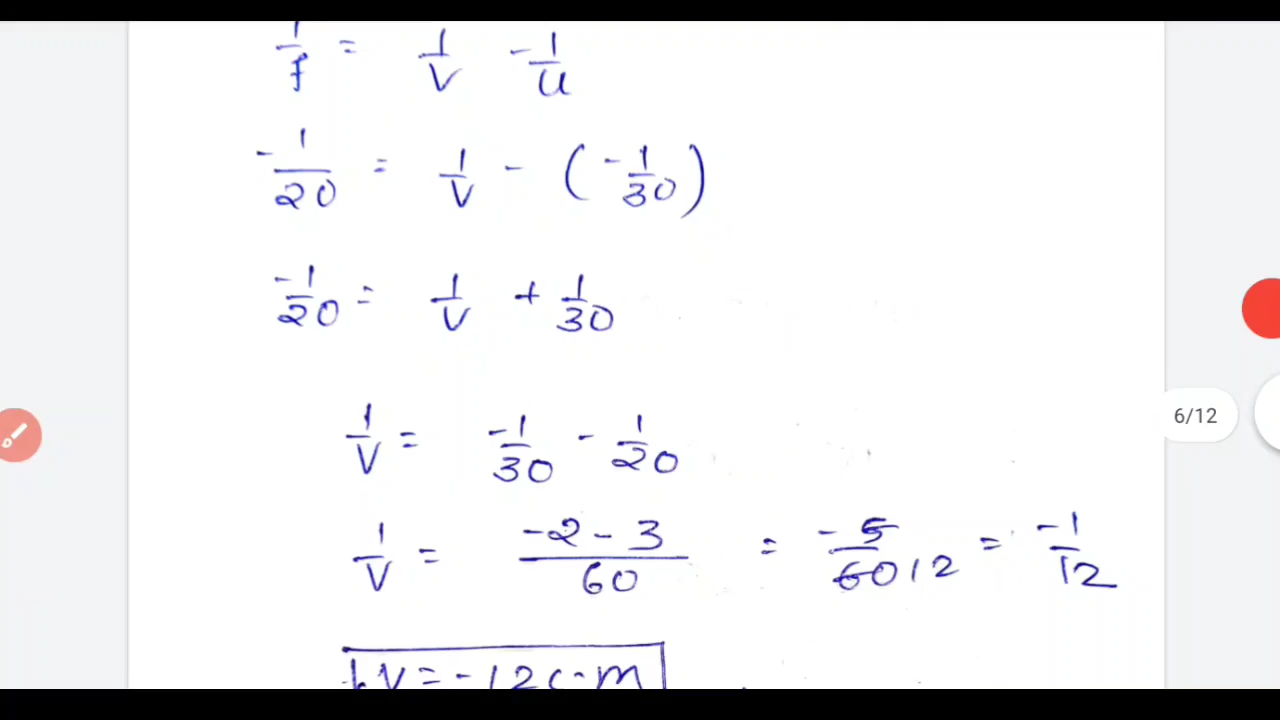 1/f = 1/V - 1/u
-1/20 = 1/V - (-1/30)
-1/20 = 1/V + 1/30
1/V = -1/30 - 1/20
6/12
1/V = -2-3/60 = -5/60 12 = -1/12
V = -12 c-m